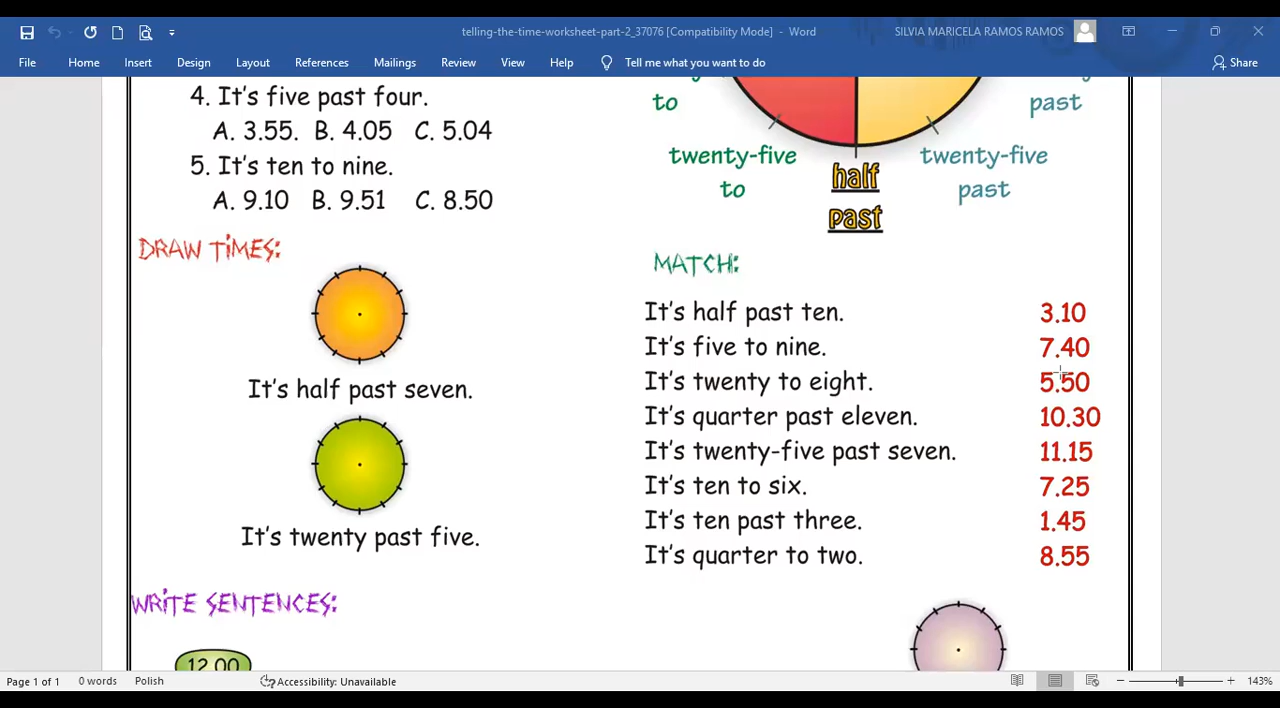 telling-the-time-worksheet-part-2_37076 [Compatibility Mode] - Word
SILVIA MARICELA RAMOS RAMOS
File Home Insert Design Layout References Mailings Review View Help Tell me what you want to do Share
4. It's five past four.
A. 3.55. B. 4.05 C. 5.04
5. It's ten to nine.
A. 9.10 B. 9.51 C. 8.50
to
past
twenty-five
to
half
past
twenty-five
past
DRAW TIMES:
It's half past seven.
It's twenty past five.
MATCH:
It's half past ten. 3.10
It's five to nine. 7.40
It's twenty to eight. 5.50
It's quarter past eleven. 10.30
It's twenty-five past seven. 11.15
It's ten to six. 7.25
It's ten past three. 1.45
It's quarter to two. 8.55
WRITE SENTENCES:
12.00
Page 1 of 1 0 words Polish Accessibility: Unavailable 143%